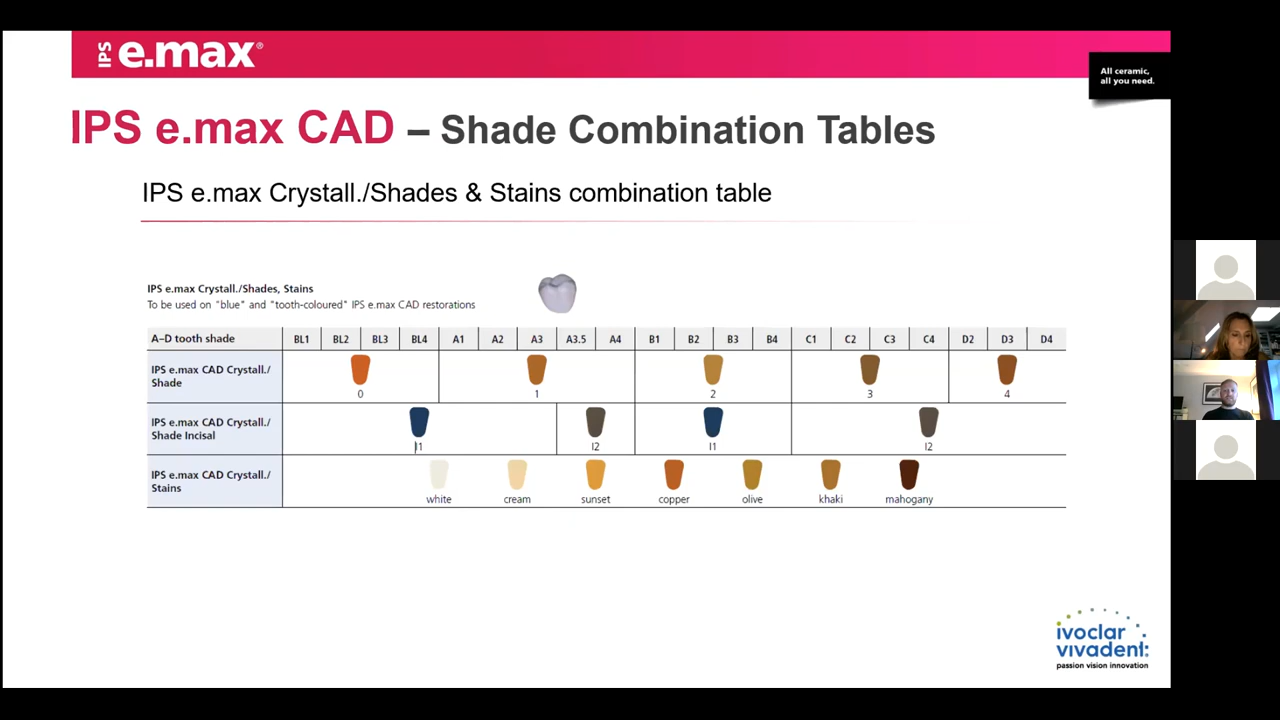 IPS e.max®
All ceramic,
all you need.
IPS e.max CAD – Shade Combination Tables
IPS e.max Crystall./Shades & Stains combination table
IPS e.max Crystall./Shades, Stains
To be used on "blue" and "tooth-coloured" IPS e.max CAD restorations
A–D tooth shade BL1 BL2 BL3 BL4 A1 A2 A3 A3.5 A4 B1 B2 B3 B4 C1 C2 C3 C4 D2 D3 D4
IPS e.max CAD Crystall./
Shade
0 1 2 3 4
IPS e.max CAD Crystall./
Shade Incisal
I1 I2 I1 I2
IPS e.max CAD Crystall./
Stains
white cream sunset copper olive khaki mahogany
ivoclar
vivadent:
passion vision innovation